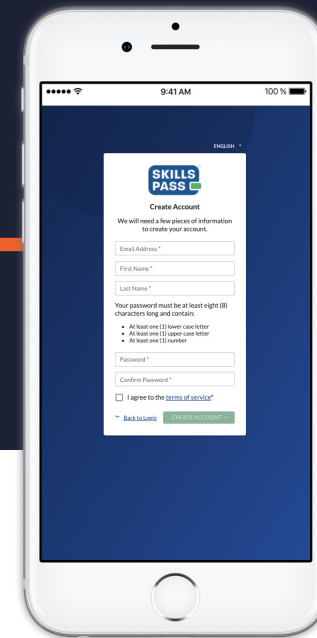 9:41 AM
100 %
ENGLISH
SKILLS
PASS
Create Account
We will need a few pieces of information
to create your account.
Email Address *
First Name *
Last Name *
Your password must be at least eight (8)
characters long and contain:
• At least one (1) lower case letter
• At least one (1) upper case letter
• At least one (1) number
Password *
Confirm Password *
I agree to the terms of service*
← Back to Login
CREATE ACCOUNT >